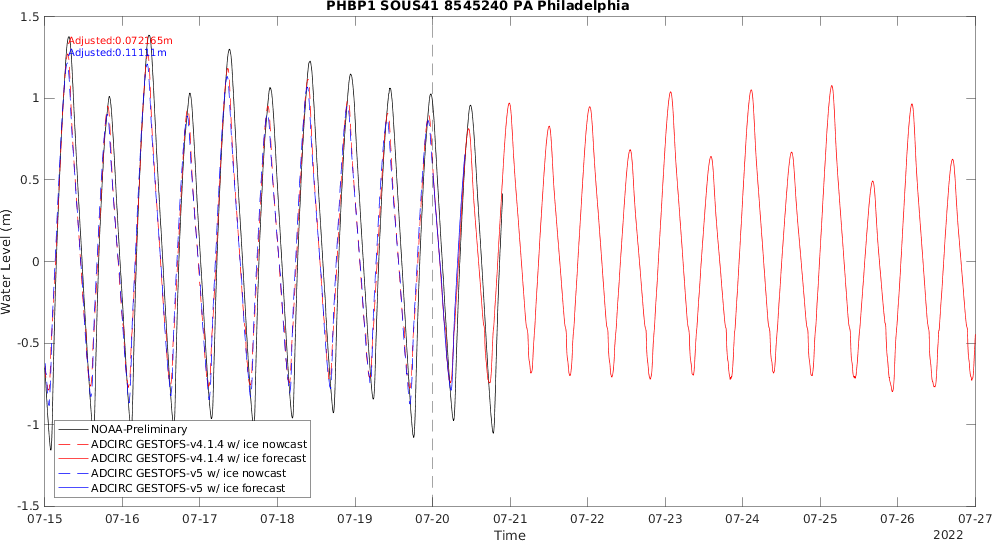 PHBP1 SOUS41 8545240 PA Philadelphia
1.5
Adjusted:0.072165m
Adjusted:0.11111m
1
0.5
0
-0.5
-1
-1.5
Water Level (m)
NOAA-Preliminary
ADCIRC GESTOFS-v4.1.4 w/ ice nowcast
ADCIRC GESTOFS-v4.1.4 w/ ice forecast
ADCIRC GESTOFS-v5 w/ ice nowcast
ADCIRC GESTOFS-v5 w/ ice forecast
07-15 07-16 07-17 07-18 07-19 07-20 07-21 07-22 07-23 07-24 07-25 07-26 07-27
Time
2022